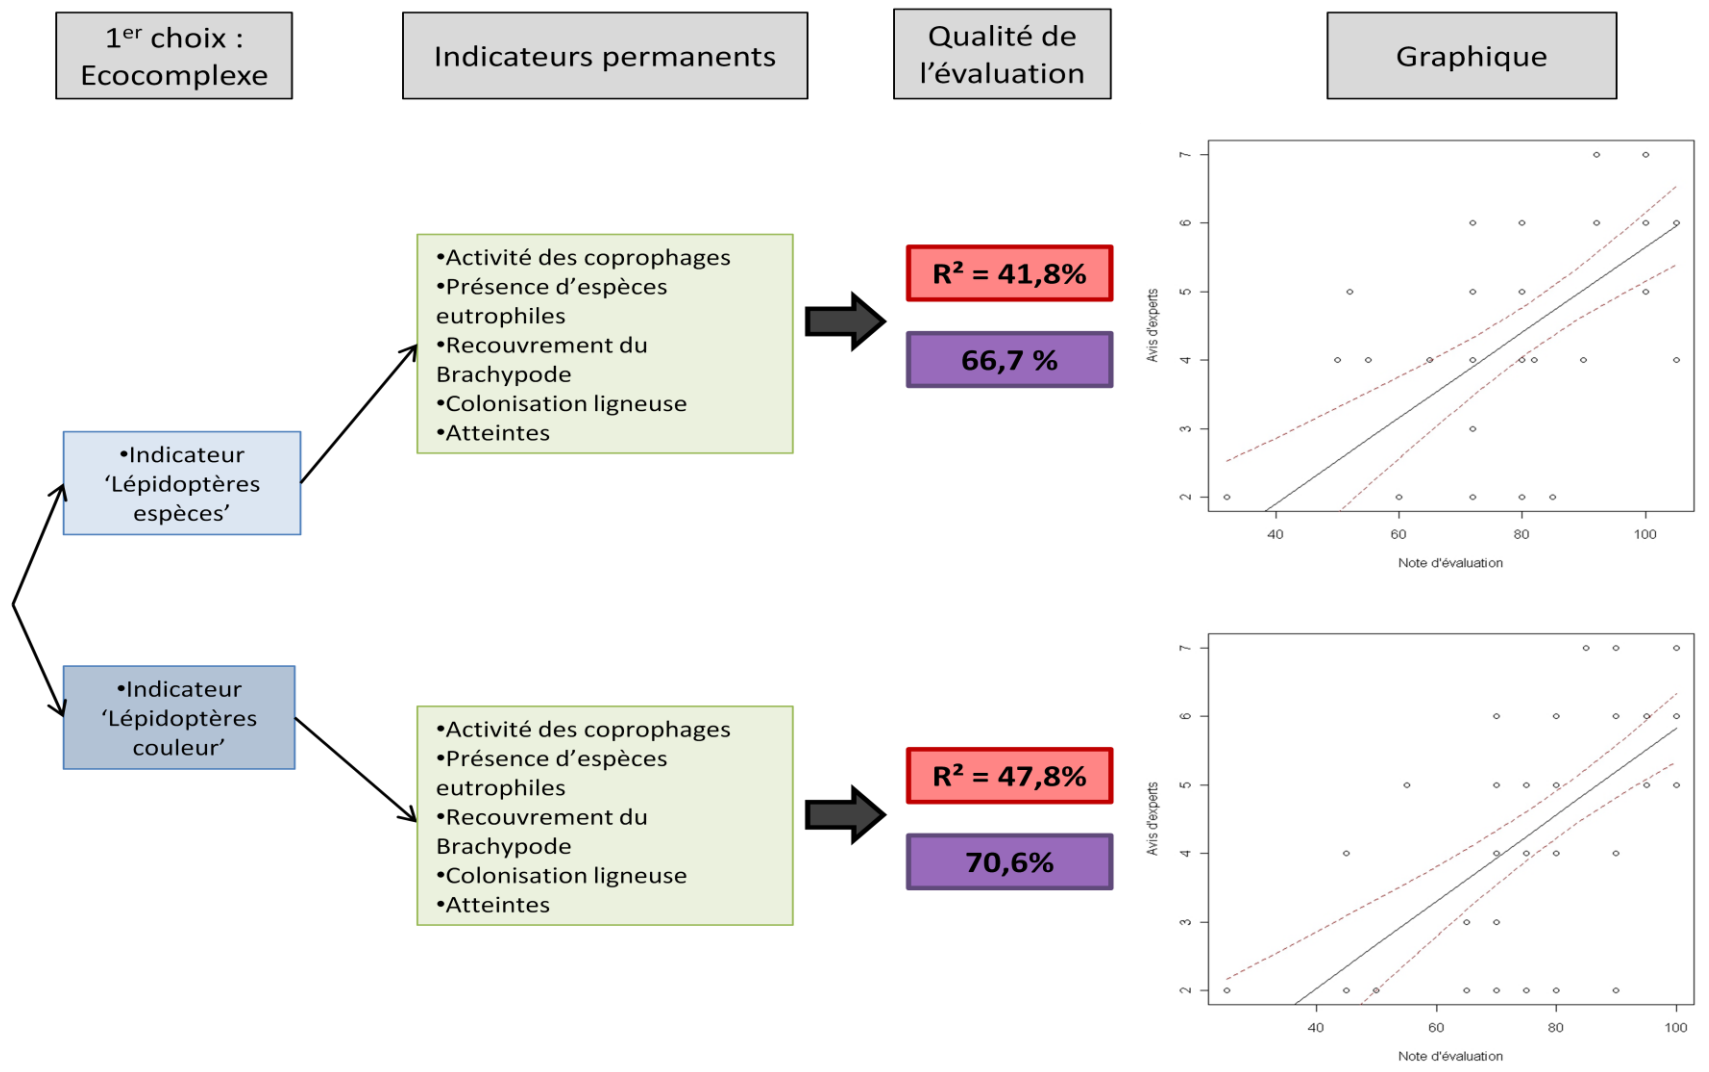 1er choix :
Ecocomplexe
Indicateurs permanents
Qualité de
l'évaluation
Graphique
•Indicateur
'Lépidoptères
espèces'
•Activité des coprophages
•Présence d'espèces
eutrophiles
•Recouvrement du
Brachypode
•Colonisation ligneuse
•Atteintes
R² = 41,8%
66,7 %
Avis d'experts
7
6
5
4
3
2
40 60 80 100
Note d'évaluation
•Indicateur
'Lépidoptères
couleur'
•Activité des coprophages
•Présence d'espèces
eutrophiles
•Recouvrement du
Brachypode
•Colonisation ligneuse
•Atteintes
R² = 47,8%
70,6%
Avis d'experts
7
6
5
4
3
2
40 60 80 100
Note d'évaluation